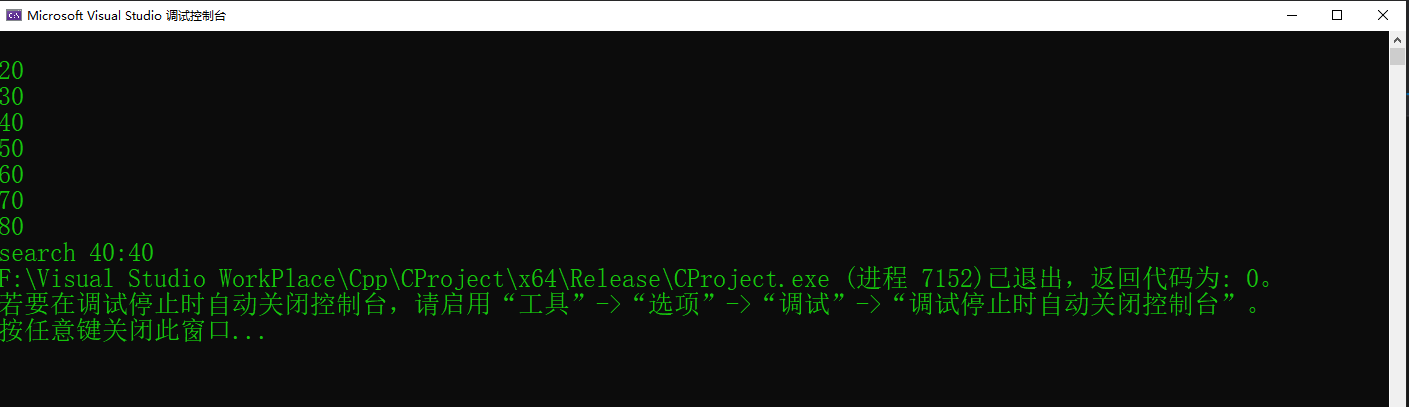 Microsoft Visual Studio 调试控制台
20
30
40
50
60
70
80
search 40:40
F:\Visual Studio WorkPlace\Cpp\CProject\x64\Release\CProject.exe (进程 7152)已退出，返回代码为: 0。
若要在调试停止时自动关闭控制台，请启用“工具”->“选项”->“调试”->“调试停止时自动关闭控制台”。
按任意键关闭此窗口...